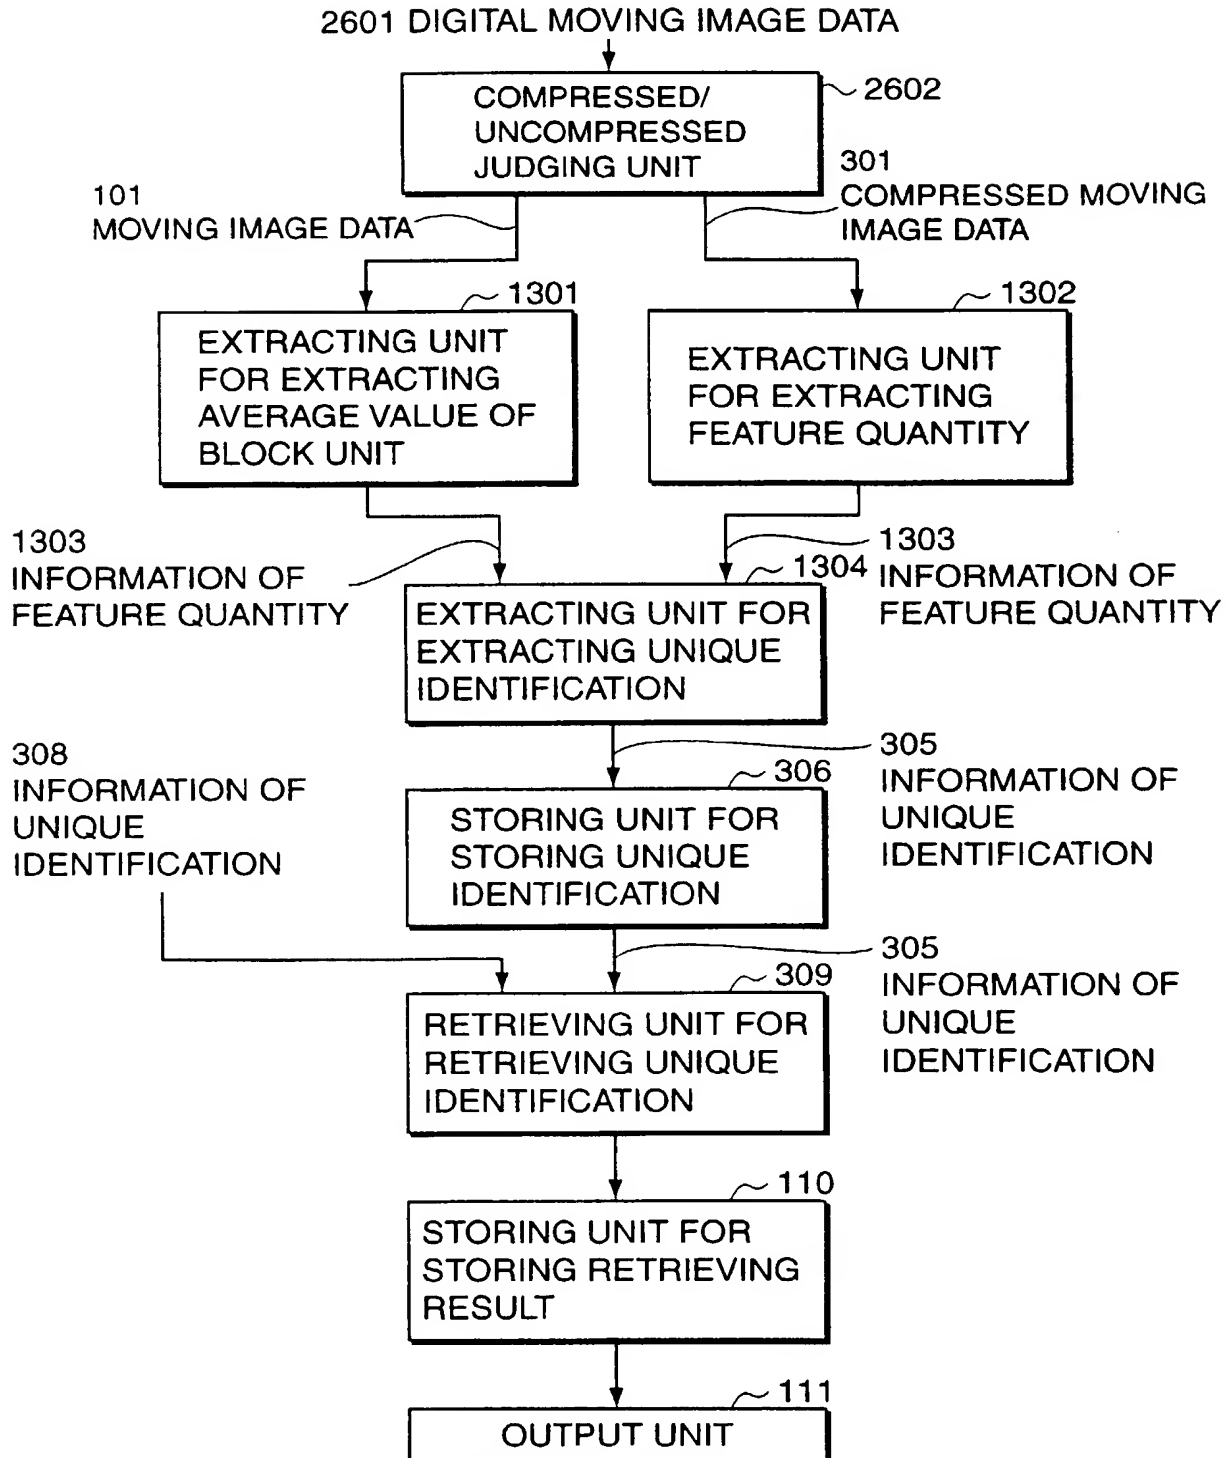 2601 DIGITAL MOVING IMAGE DATA
COMPRESSED/
UNCOMPRESSED
JUDGING UNIT
2602
101
MOVING IMAGE DATA
301
COMPRESSED MOVING
IMAGE DATA
1301
EXTRACTING UNIT
FOR EXTRACTING
AVERAGE VALUE OF
BLOCK UNIT
1302
EXTRACTING UNIT
FOR EXTRACTING
FEATURE QUANTITY
1303
INFORMATION OF
FEATURE QUANTITY
1303
INFORMATION OF
FEATURE QUANTITY
1304
EXTRACTING UNIT FOR
EXTRACTING UNIQUE
IDENTIFICATION
305
INFORMATION OF
UNIQUE
IDENTIFICATION
308
INFORMATION OF
UNIQUE
IDENTIFICATION
306
STORING UNIT FOR
STORING UNIQUE
IDENTIFICATION
305
INFORMATION OF
UNIQUE
IDENTIFICATION
309
RETRIEVING UNIT FOR
RETRIEVING UNIQUE
IDENTIFICATION
110
STORING UNIT FOR
STORING RETRIEVING
RESULT
111
OUTPUT UNIT